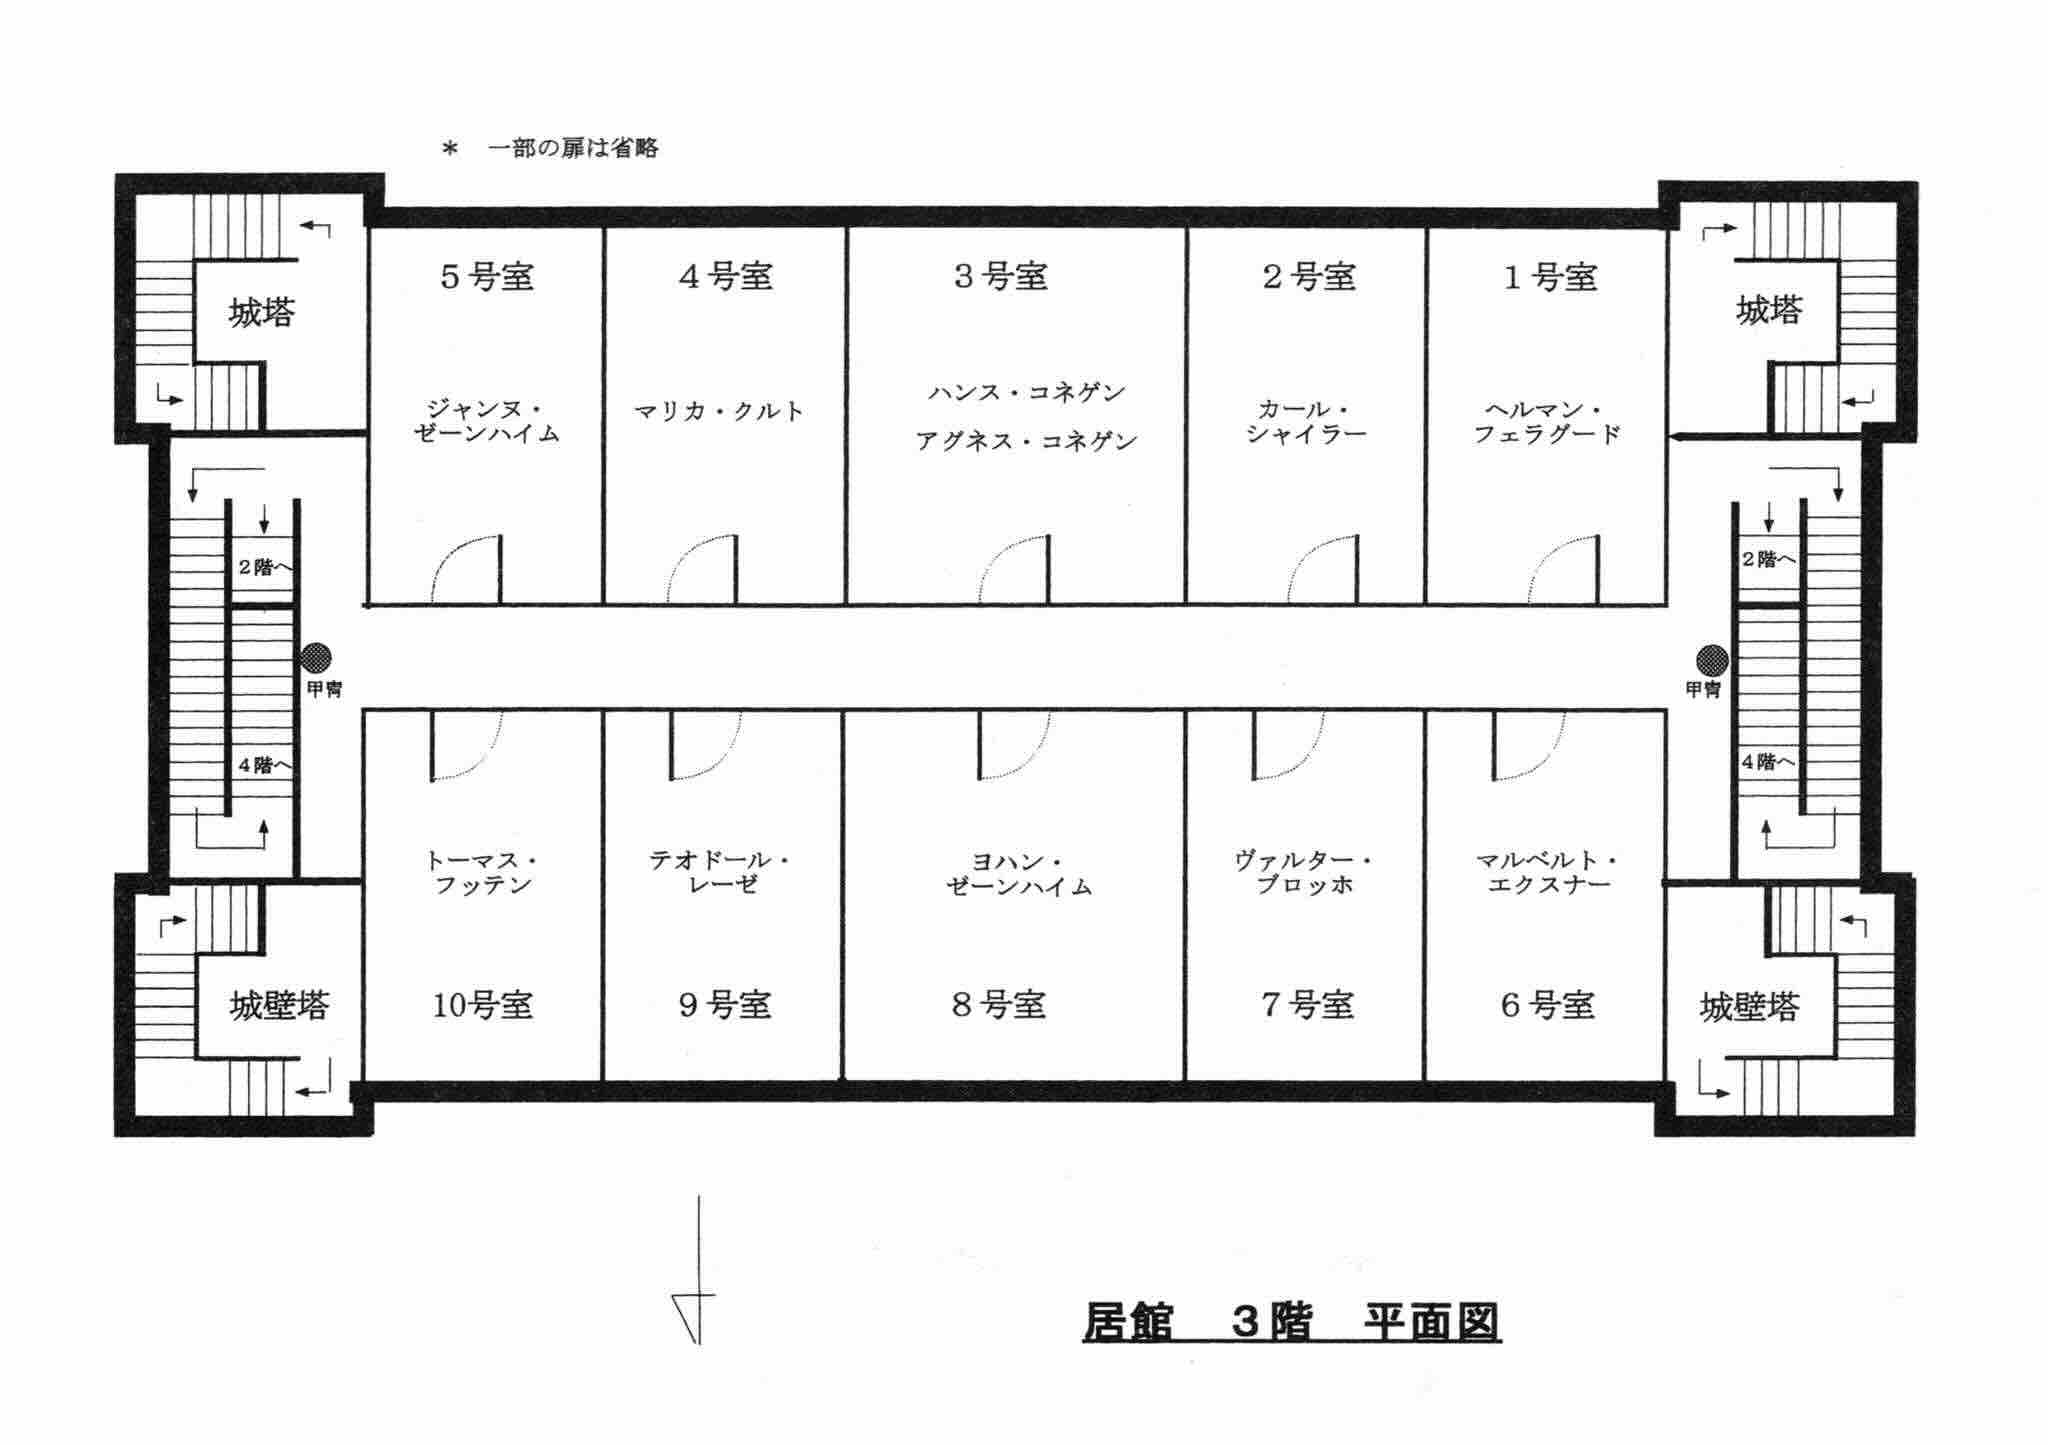 ＊　一部の扉は省略
５号室
４号室
３号室
２号室
１号室
城塔
城塔
ジャンヌ・
ゼーンハイム
マリカ・クルト
ハンス・コネゲン
アグネス・コネゲン
カール・
シャイラー
ヘルマン・
フェラグード
２階へ
２階へ
甲冑
甲冑
４階へ
４階へ
トーマス・
フッテン
テオドール・
レーゼ
ヨハン・
ゼーンハイム
ヴァルター・
ブロッホ
マルベルト・
エクスナー
城壁塔
10号室
９号室
８号室
７号室
６号室
城壁塔
居館　３階　平面図